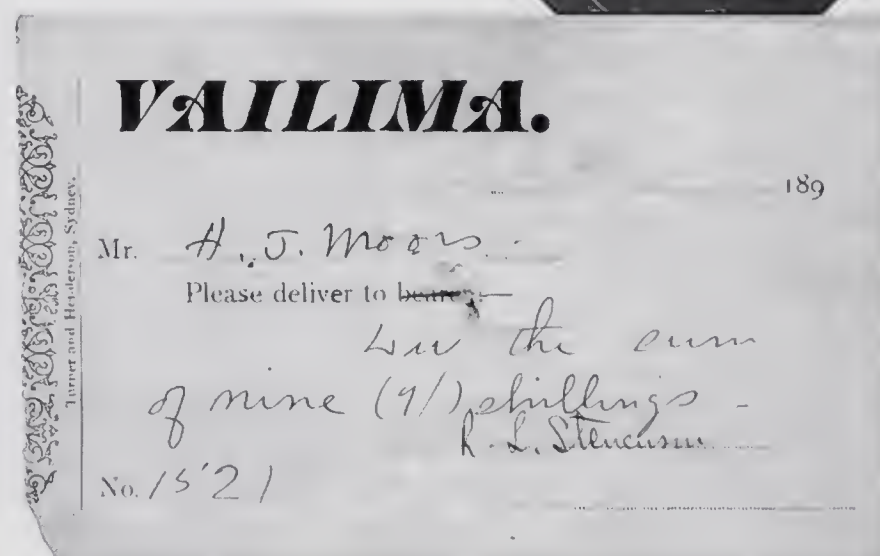 VAILIMA.
189
Mr. H. J. Moors
Please deliver to bearer
the sum
of nine (9/) shillings -
R. L. Stevenson
No. 1521
Turner and Henderson, Sydney.